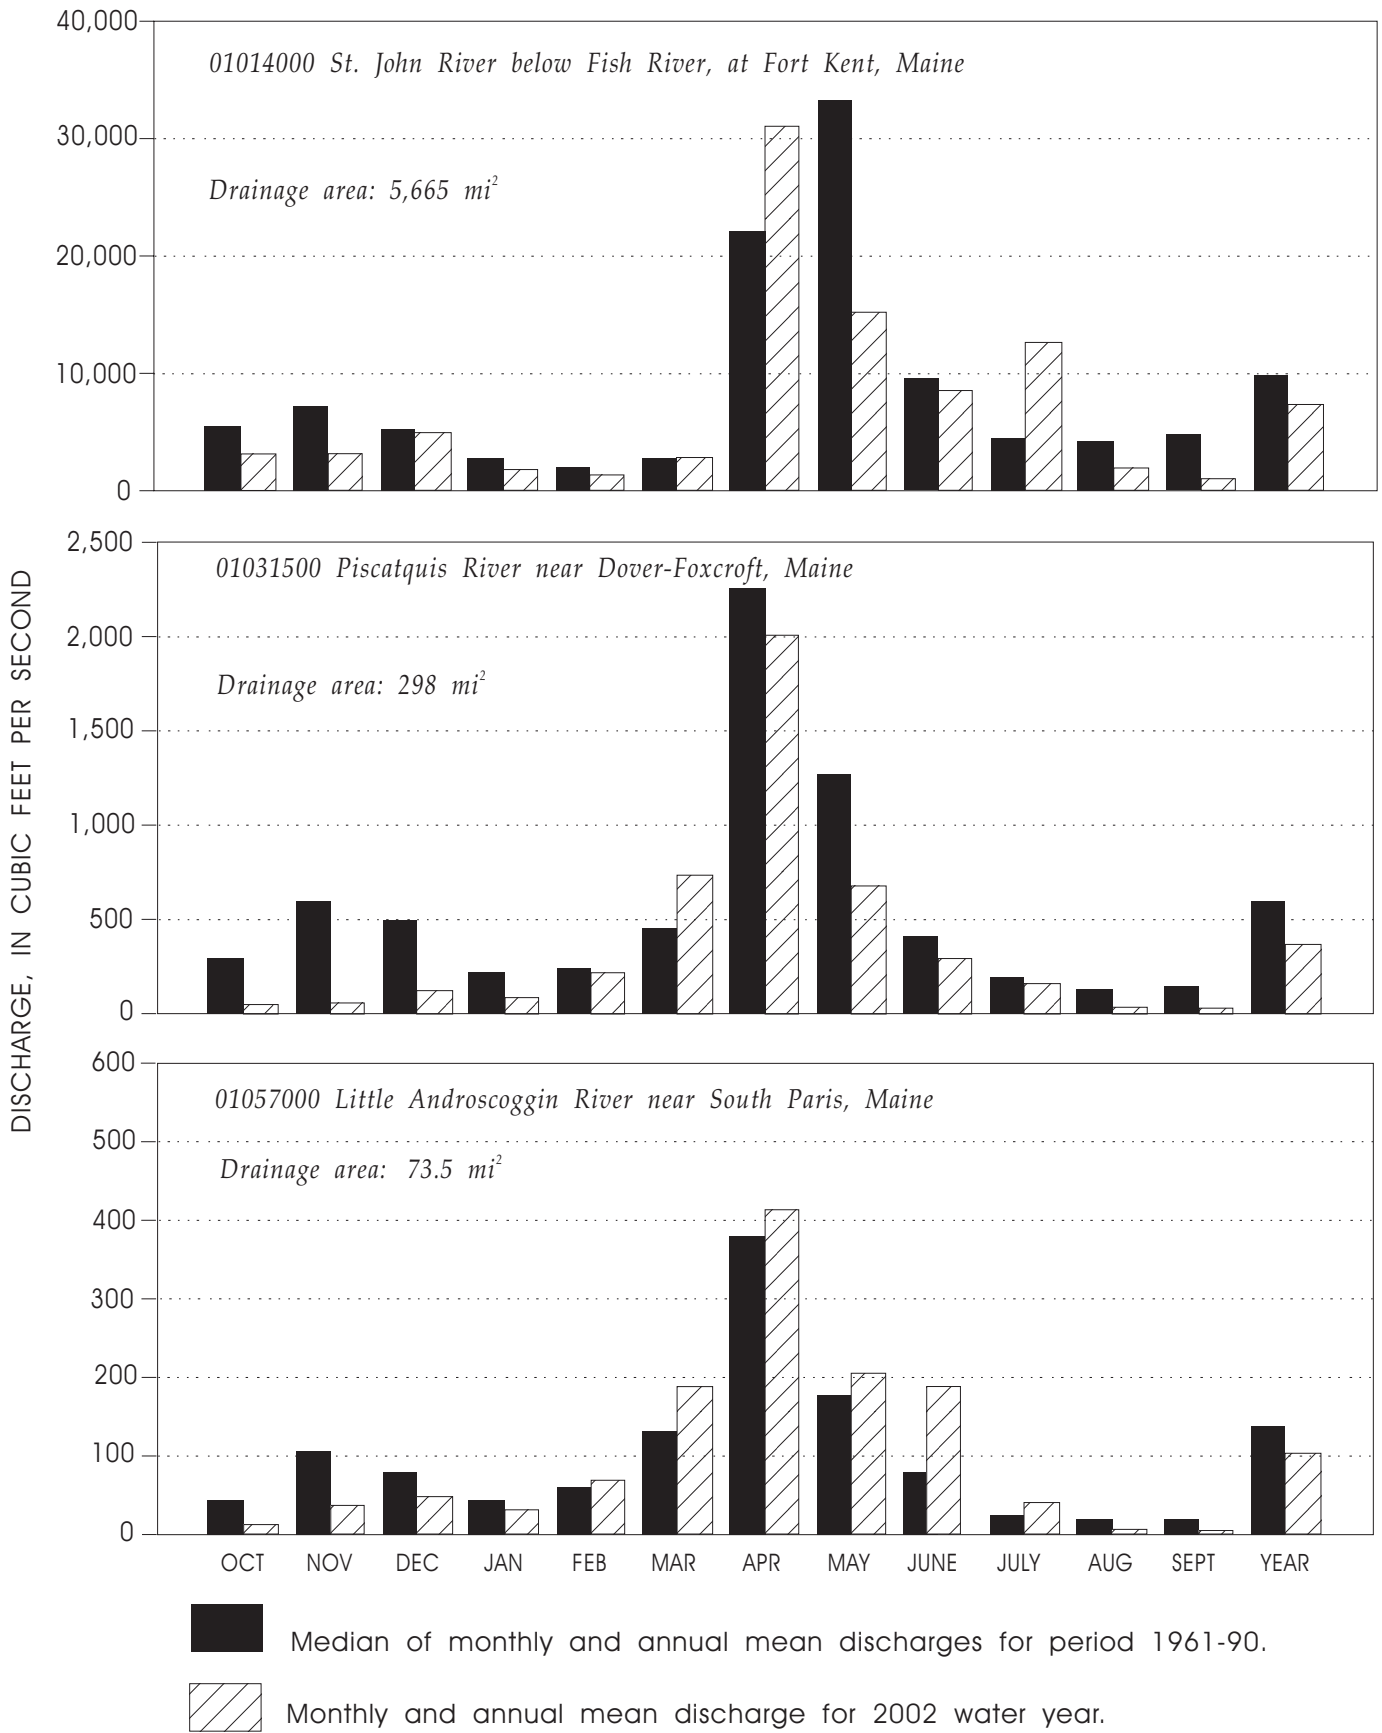 DISCHARGE, IN CUBIC FEET PER SECOND
40,000
30,000
20,000
10,000
0
01014000 St. John River below Fish River, at Fort Kent, Maine
Drainage area: 5,665 mi²
2,500
2,000
1,500
1,000
500
0
01031500 Piscatquis River near Dover-Foxcroft, Maine
Drainage area: 298 mi²
600
500
400
300
200
100
0
01057000 Little Androscoggin River near South Paris, Maine
Drainage area: 73.5 mi²
OCT NOV DEC JAN FEB MAR APR MAY JUNE JULY AUG SEPT YEAR
Median of monthly and annual mean discharges for period 1961-90.
Monthly and annual mean discharge for 2002 water year.